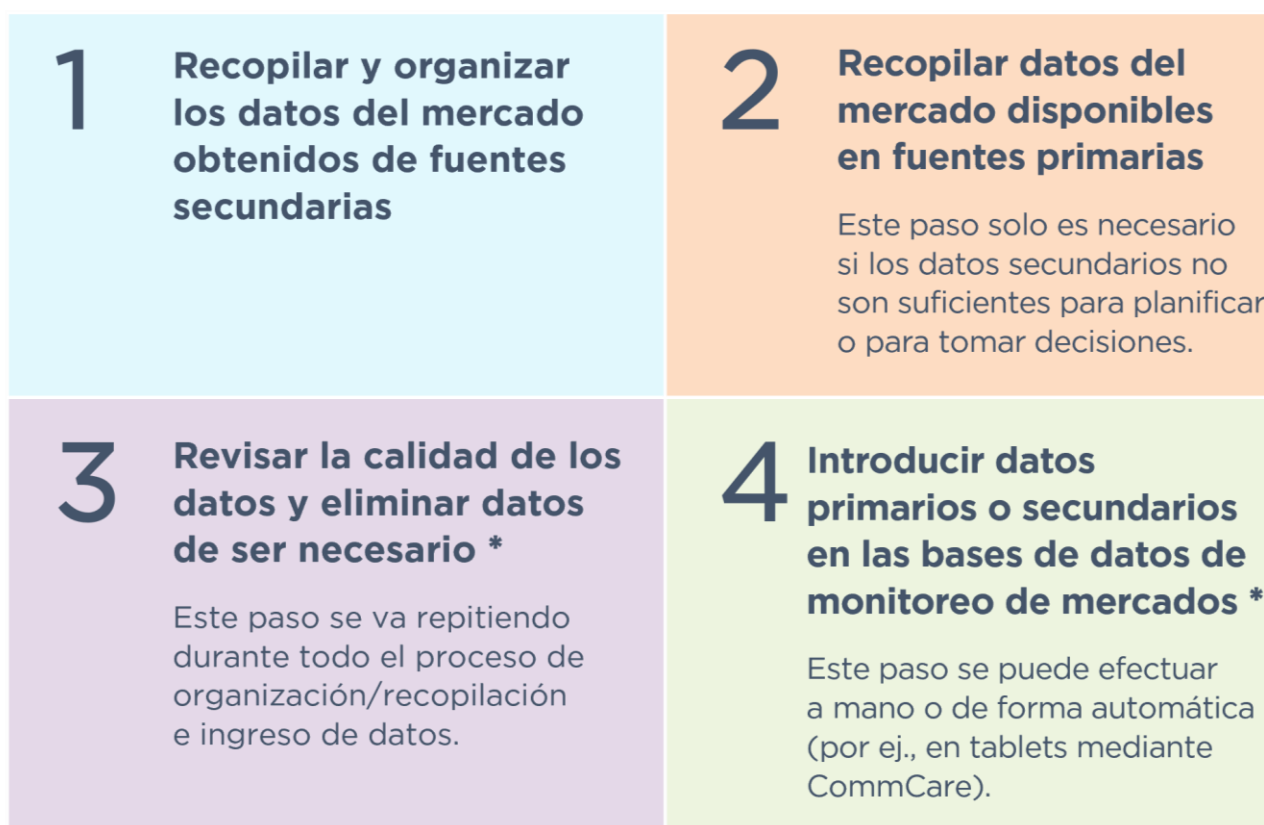 1
Recopilar y organizar
los datos del mercado
obtenidos de fuentes
secundarias
2
Recopilar datos del
mercado disponibles
en fuentes primarias
Este paso solo es necesario
si los datos secundarios no
son suficientes para planificar
o para tomar decisiones.
3
Revisar la calidad de los
datos y eliminar datos
de ser necesario *
Este paso se va repitiendo
durante todo el proceso de
organización/recopilación
e ingreso de datos.
4
Introducir datos
primarios o secundarios
en las bases de datos de
monitoreo de mercados *
Este paso se puede efectuar
a mano o de forma automática
(por ej., en tablets mediante
CommCare).